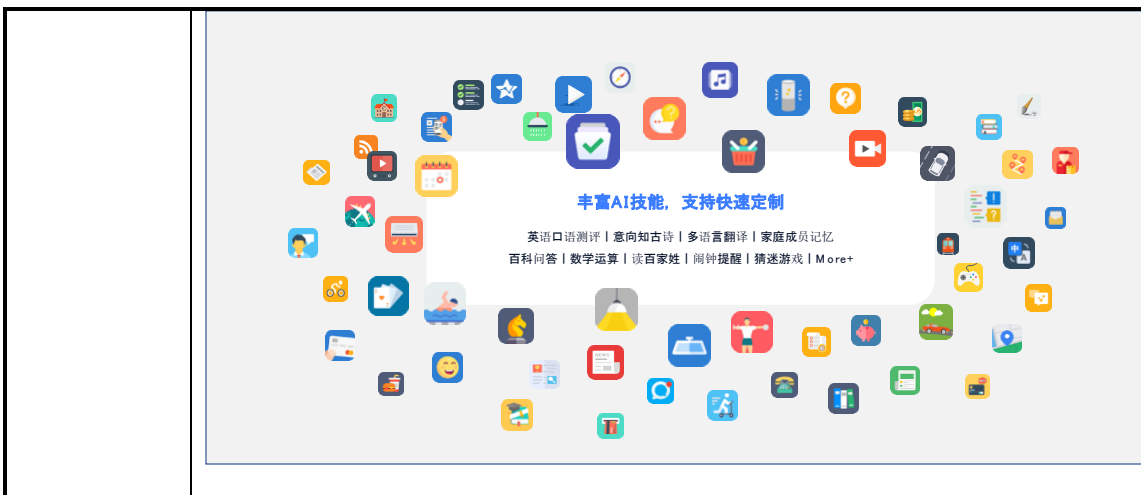 丰富AI技能，支持快速定制
英语口语测评丨意向知古诗丨多语言翻译丨家庭成员记忆
百科问答丨数学运算丨读百家姓丨闹钟提醒丨猜迷游戏丨More+
NEWS
中
A